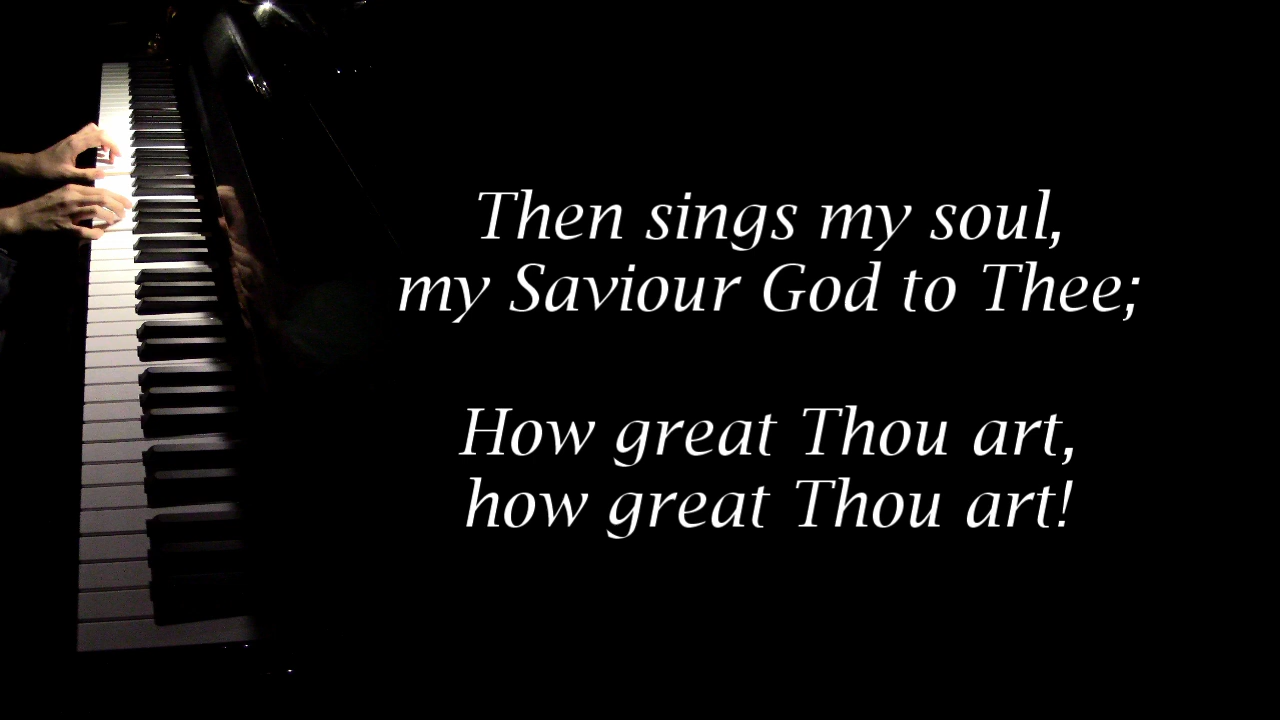 Then sings my soul,
my Saviour God to Thee;
How great Thou art,
how great Thou art!